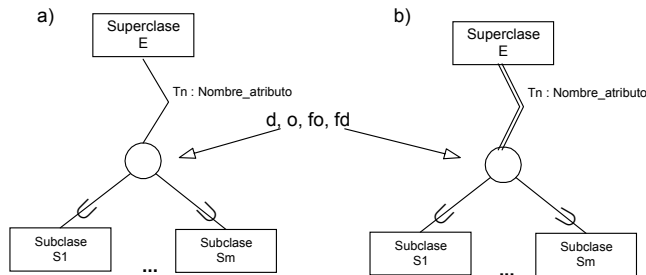 a)
Superclase
E
Tn : Nombre_atributo
d, o, fo, fd
Subclase
S1
...
Subclase
Sm
b)
Superclase
E
Tn : Nombre_atributo
Subclase
S1
...
Subclase
Sm